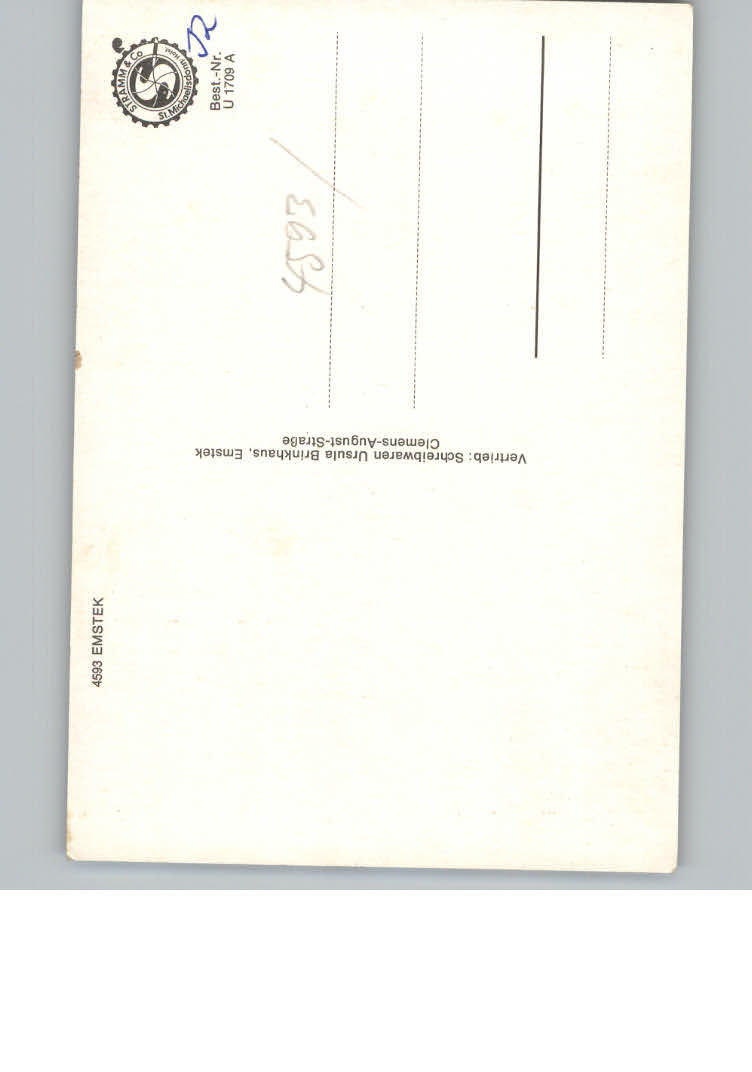 4593 EMSTEK
Vertrieb: Schreibwaren Ursula Brinkhaus, Emstek
Clemens-August-Straße
4593
STRAMM & Co
St. Michaelisdonn
Best.-Nr.
U 1709 A